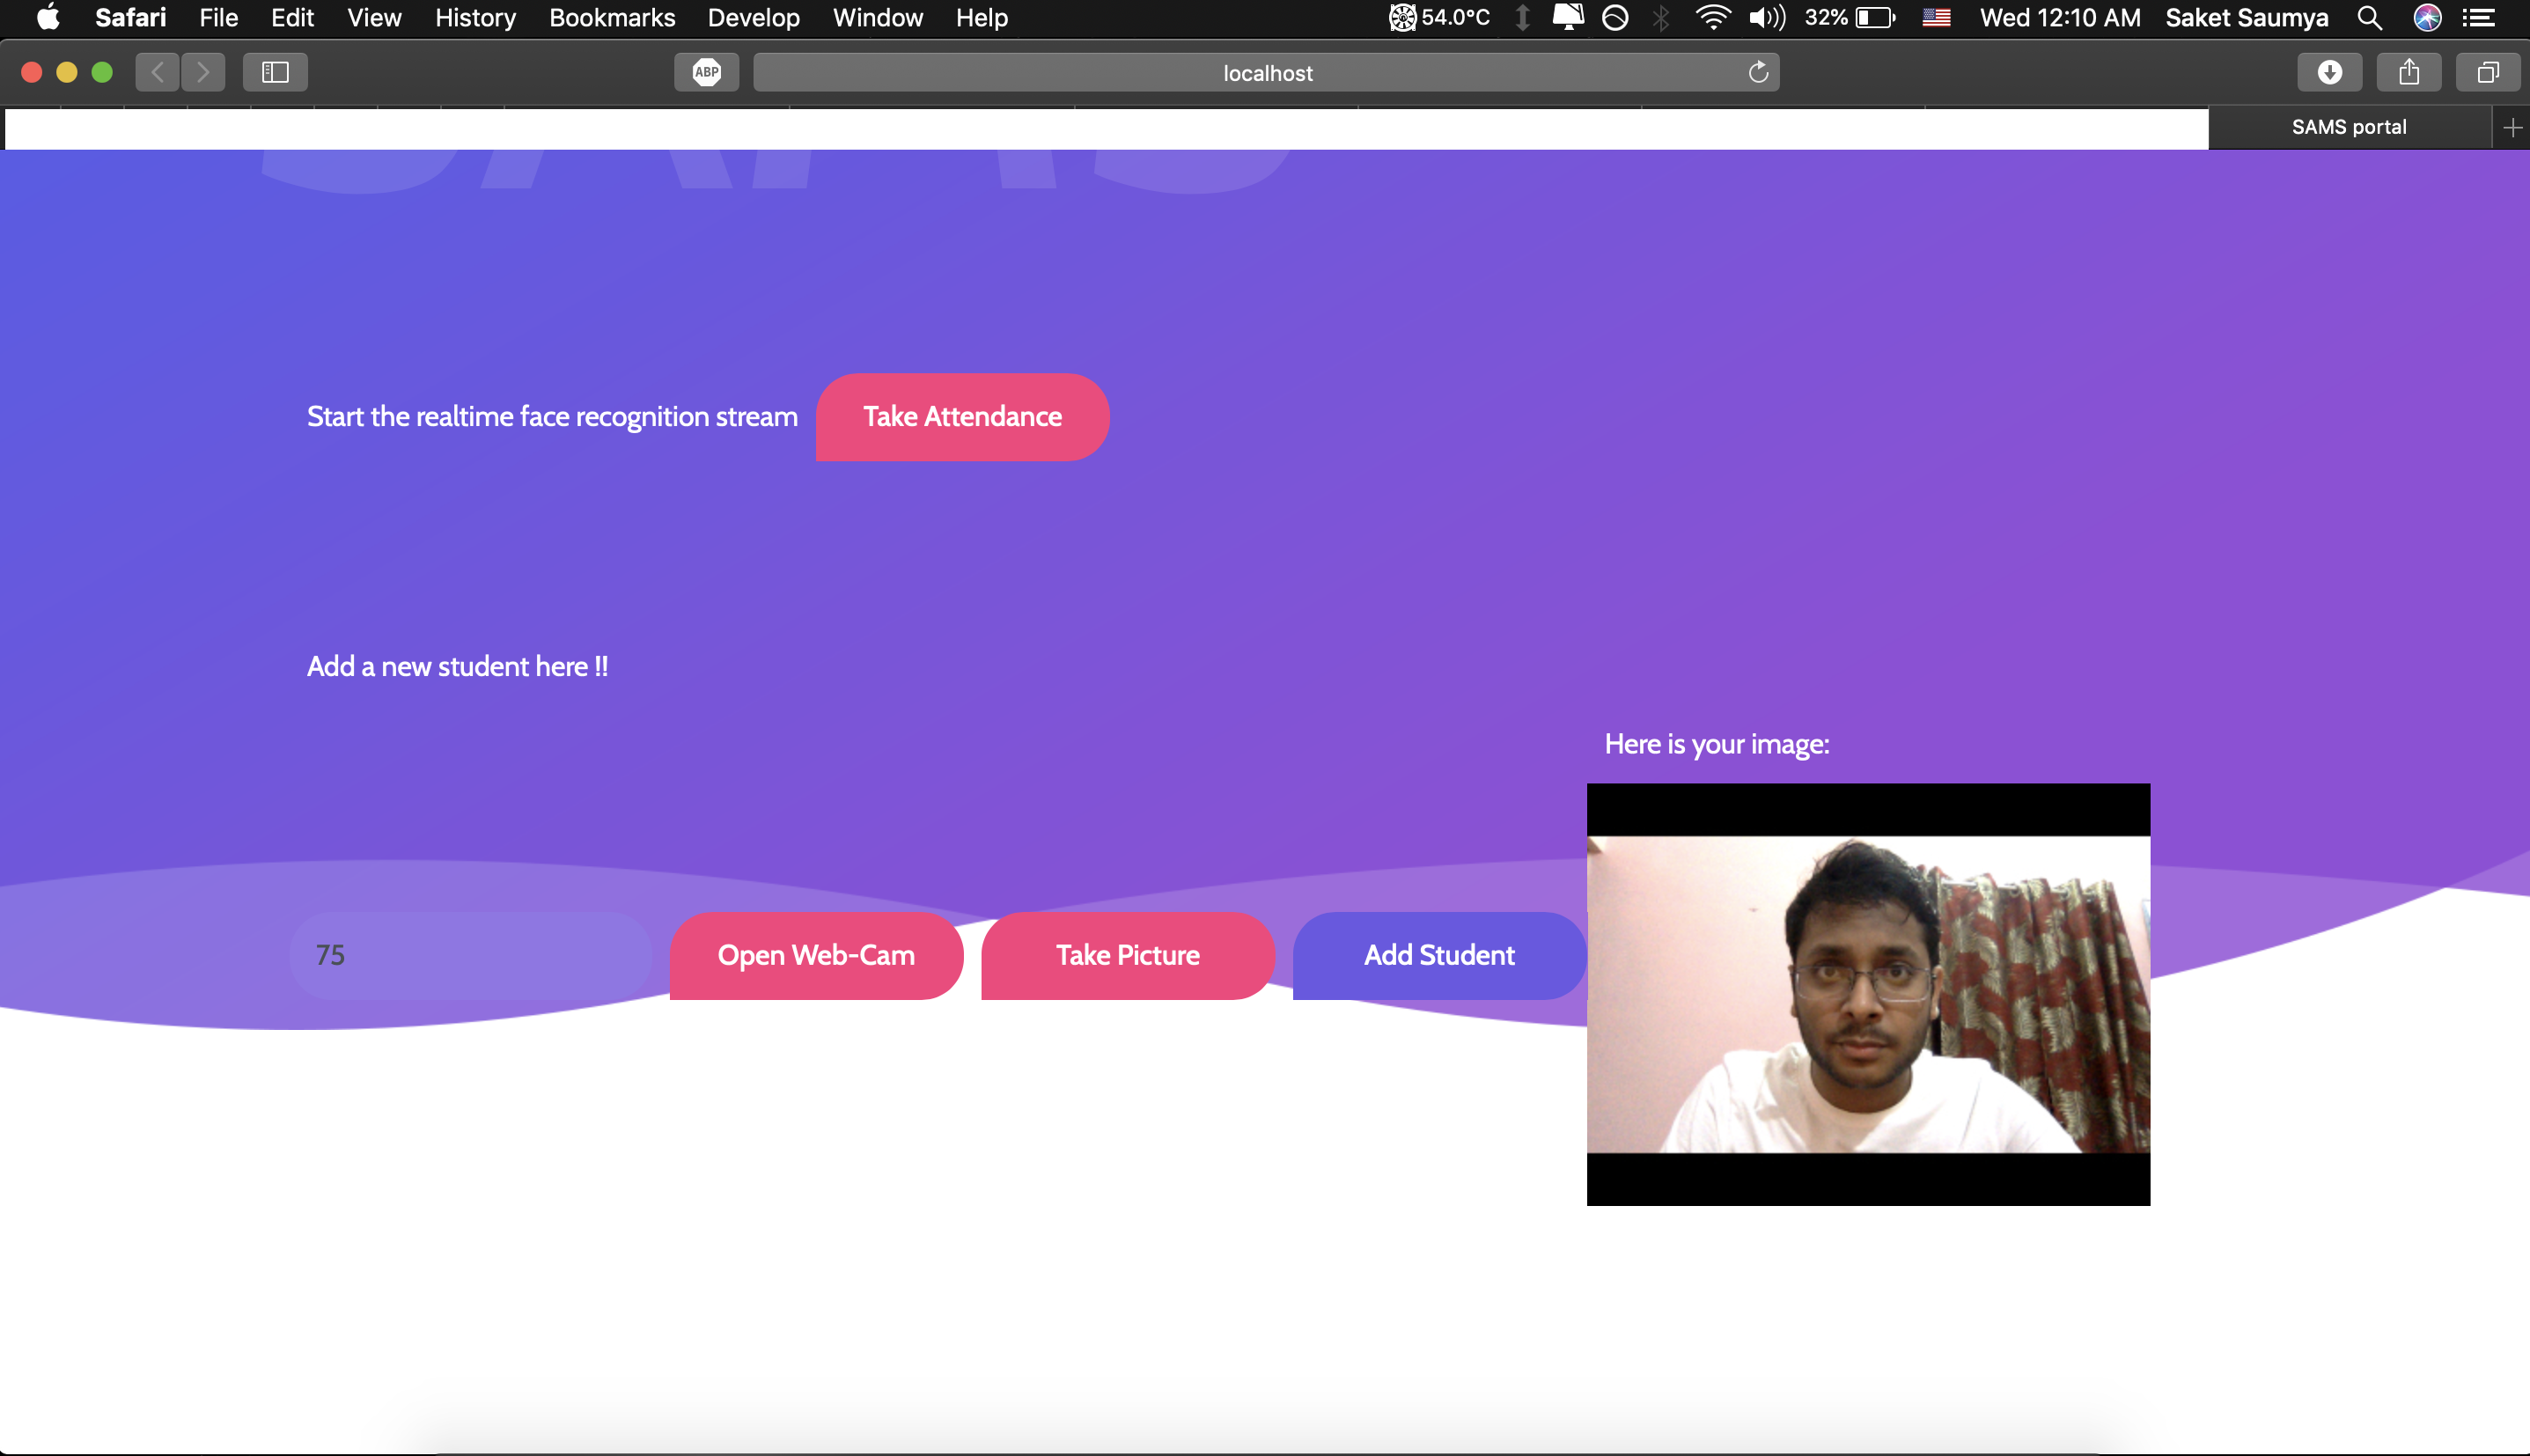 Safari File Edit View History Bookmarks Develop Window Help 54.0°C 32% Wed 12:10 AM Saket Saumya
ABP localhost
SAMS portal
SAMS
Start the realtime face recognition stream Take Attendance
Add a new student here !!
Here is your image:
75 Open Web-Cam Take Picture Add Student